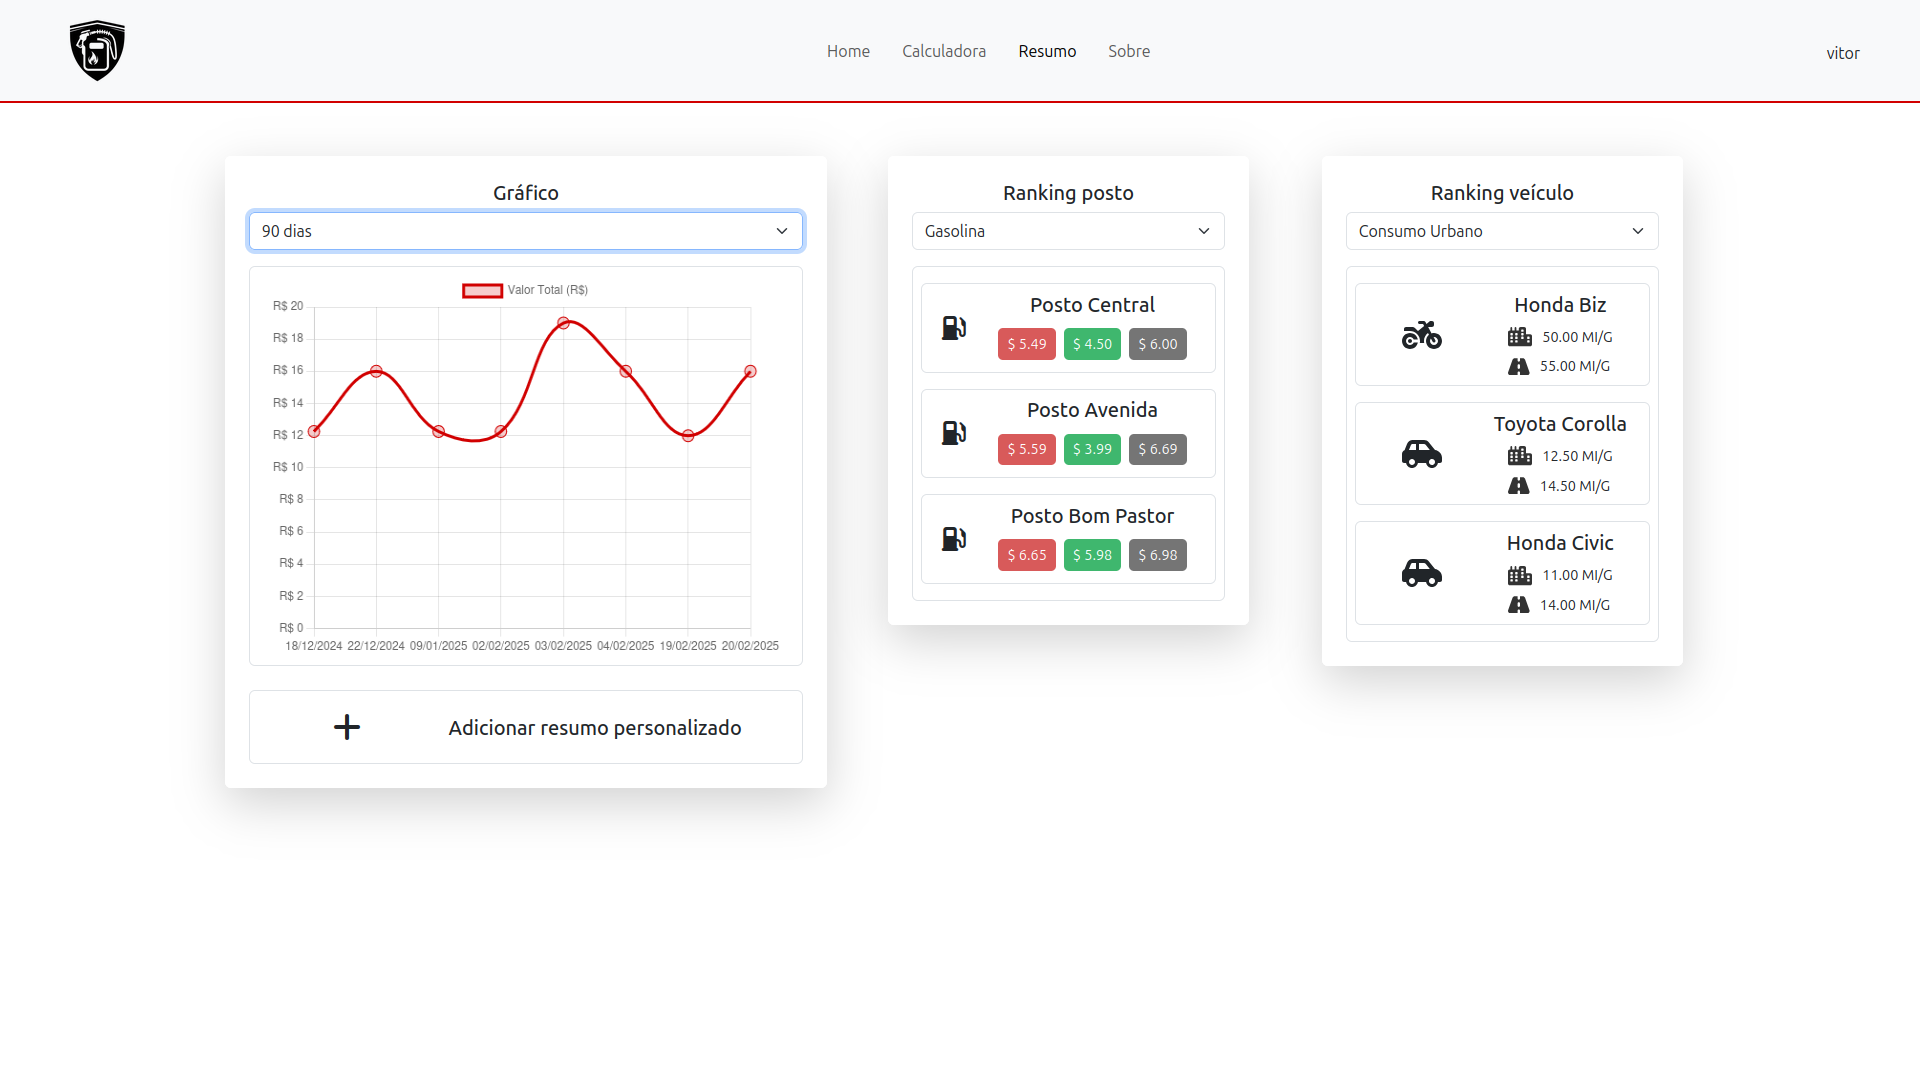 Home Calculadora Resumo Sobre
vitor
Gráfico
90 dias
Valor Total (R$)
R$ 20
R$ 18
R$ 16
R$ 14
R$ 12
R$ 10
R$ 8
R$ 6
R$ 4
R$ 2
R$ 0
18/12/2024 22/12/2024 09/01/2025 02/02/2025 03/02/2025 04/02/2025 19/02/2025 20/02/2025
Adicionar resumo personalizado
Ranking posto
Gasolina
Posto Central
$ 5.49 $ 4.50 $ 6.00
Posto Avenida
$ 5.59 $ 3.99 $ 6.69
Posto Bom Pastor
$ 6.65 $ 5.98 $ 6.98
Ranking veículo
Consumo Urbano
Honda Biz
50.00 MI/G
55.00 MI/G
Toyota Corolla
12.50 MI/G
14.50 MI/G
Honda Civic
11.00 MI/G
14.00 MI/G